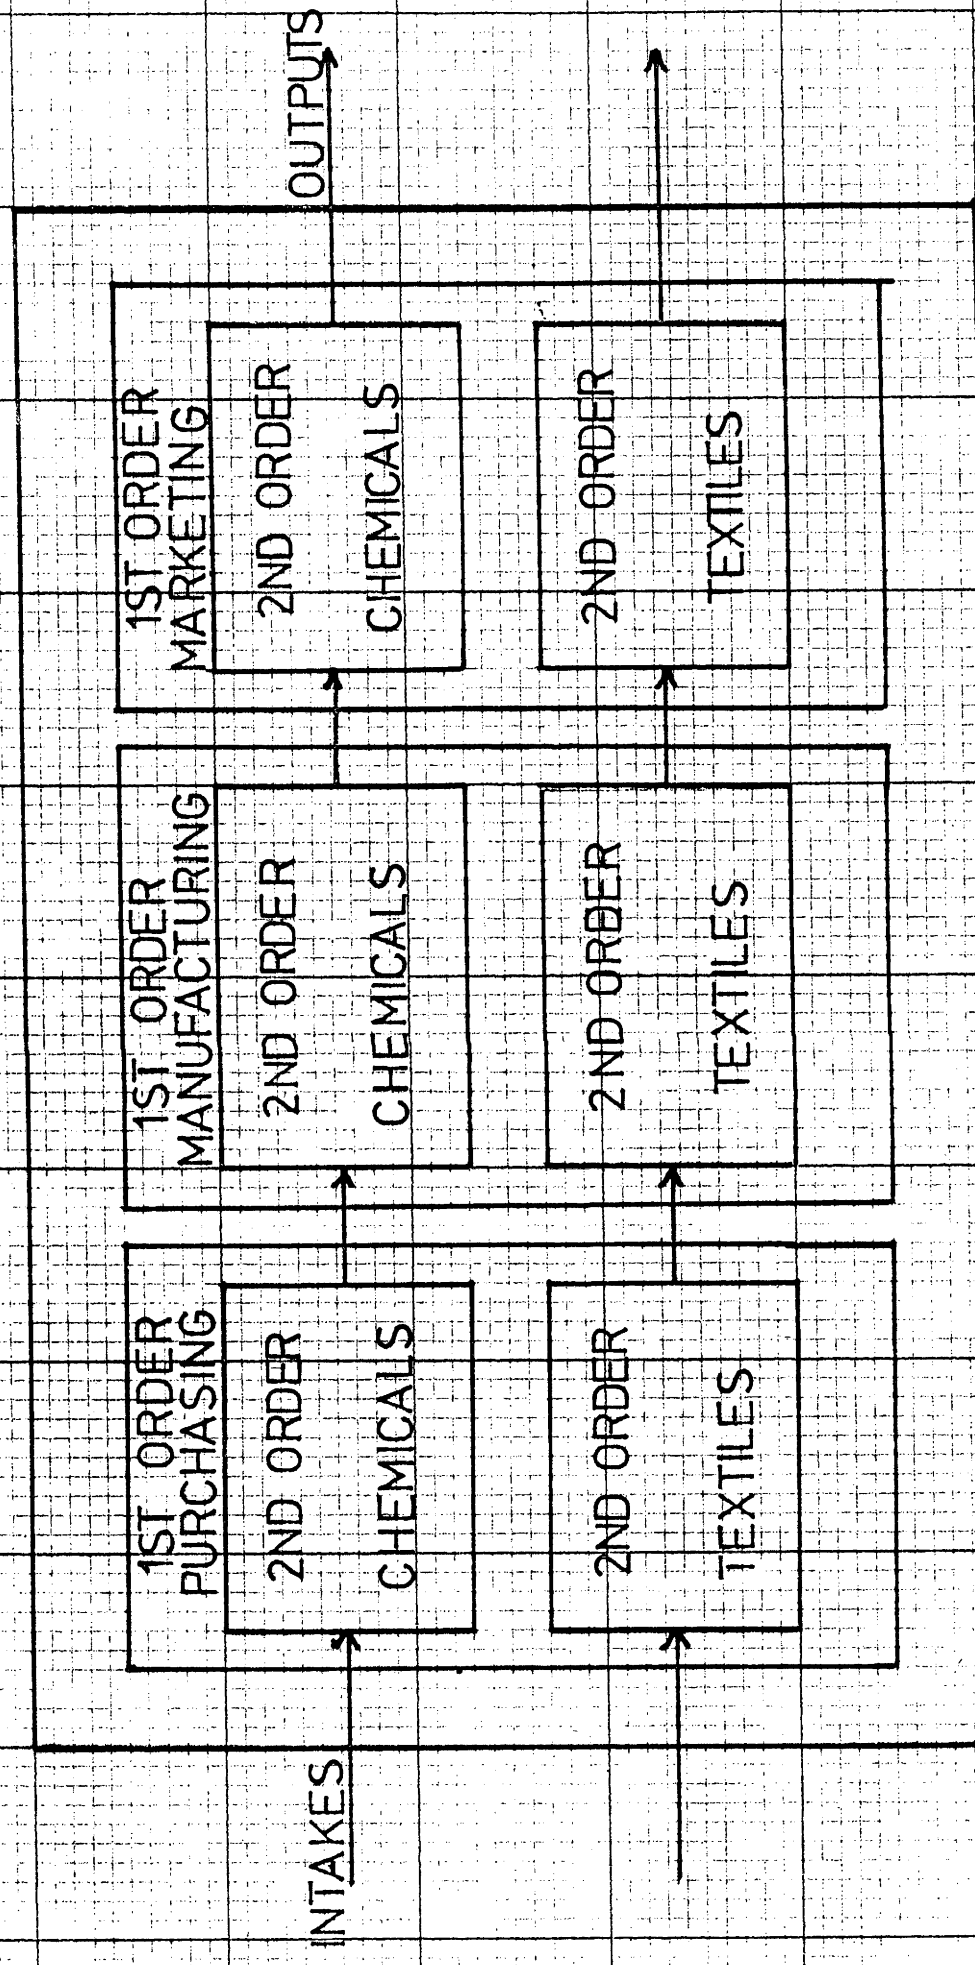 INTAKES
1ST ORDER
PURCHASING
2ND ORDER
CHEMICALS
2ND ORDER
TEXTILES
1ST ORDER
MANUFACTURING
2ND ORDER
CHEMICALS
2ND ORDER
TEXTILES
1ST ORDER
MARKETING
2ND ORDER
CHEMICALS
2ND ORDER
TEXTILES
OUTPUTS